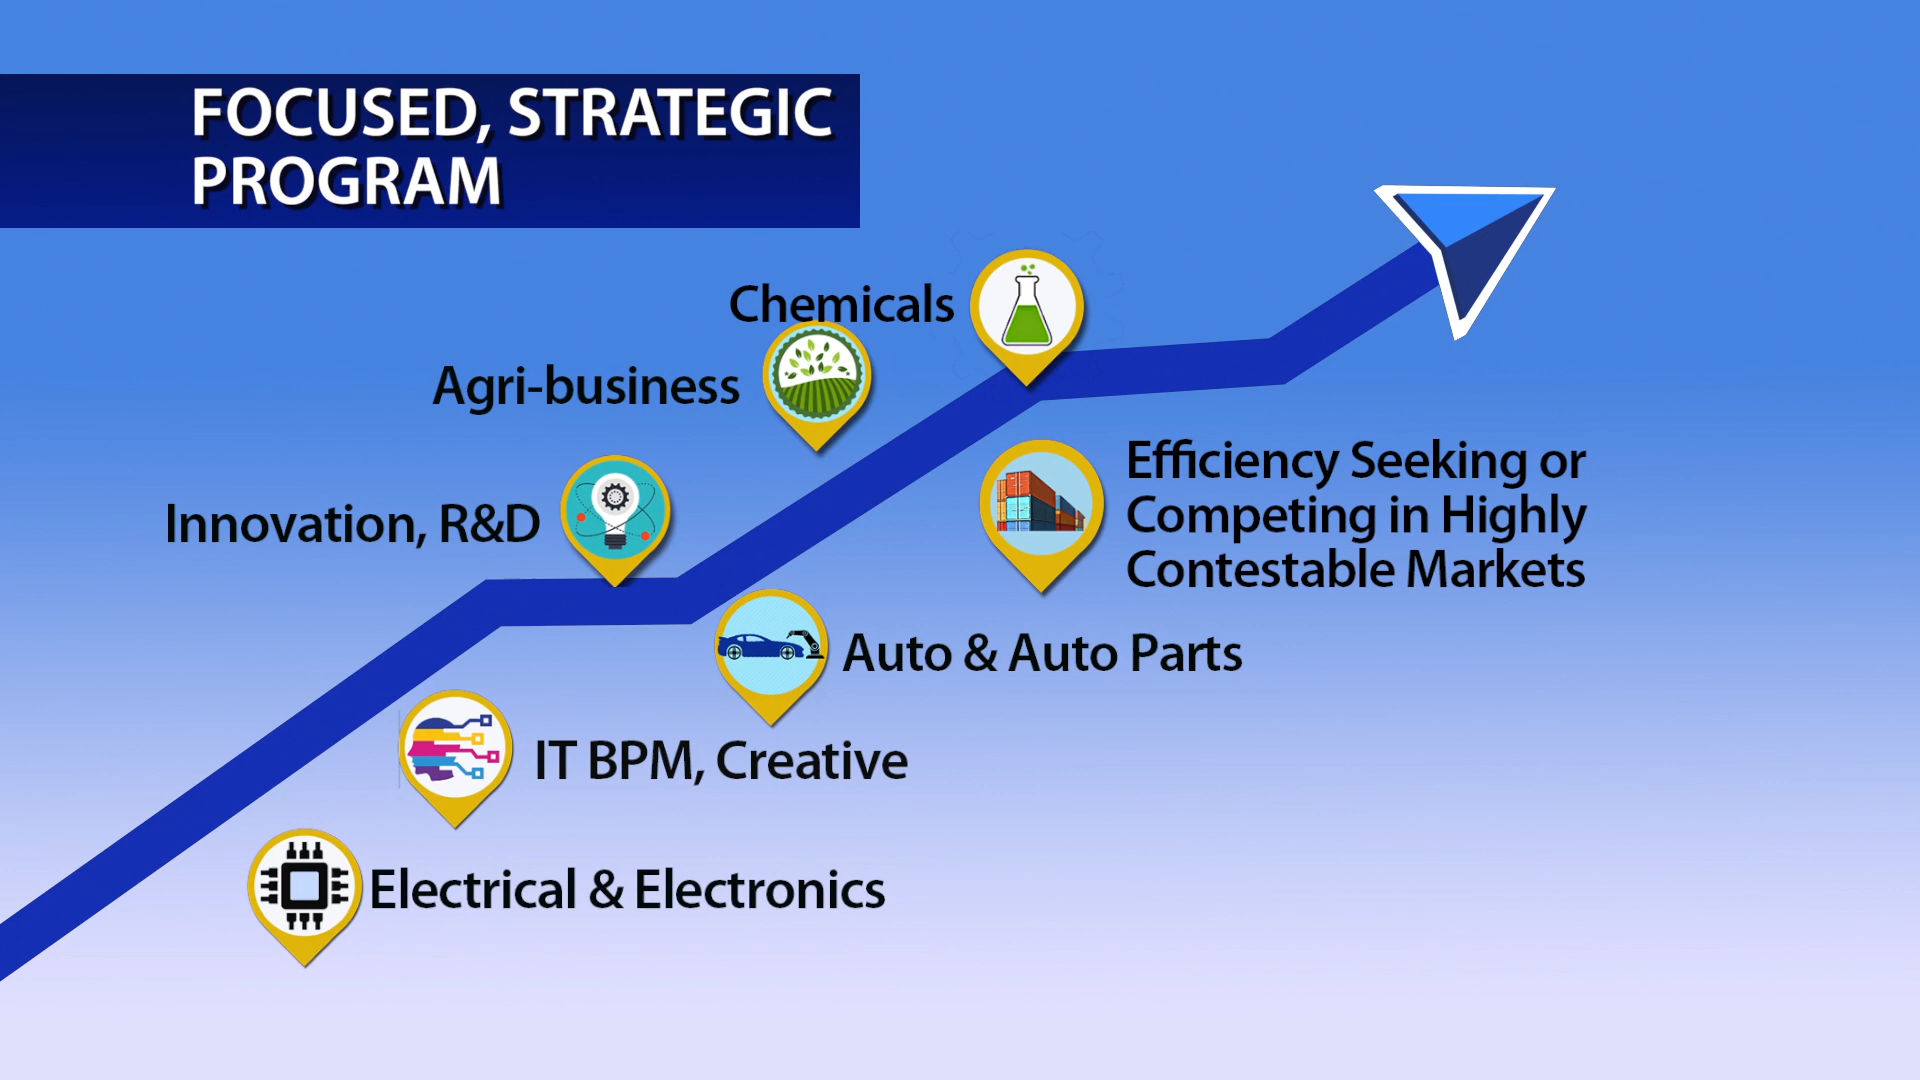 FOCUSED, STRATEGIC
PROGRAM
Chemicals
Agri-business
Efficiency Seeking or
Competing in Highly
Contestable Markets
Innovation, R&D
Auto & Auto Parts
IT BPM, Creative
Electrical & Electronics